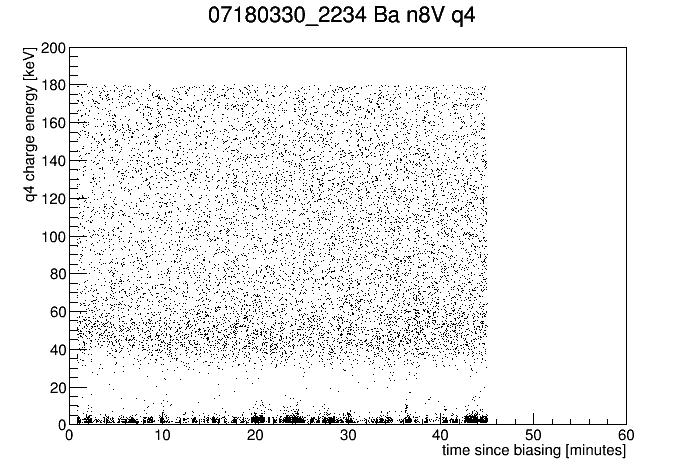 07180330_2234 Ba n8V q4
q4 charge energy [keV]
200
180
160
140
120
100
80
60
40
20
0
0 10 20 30 40 50 60
time since biasing [minutes]